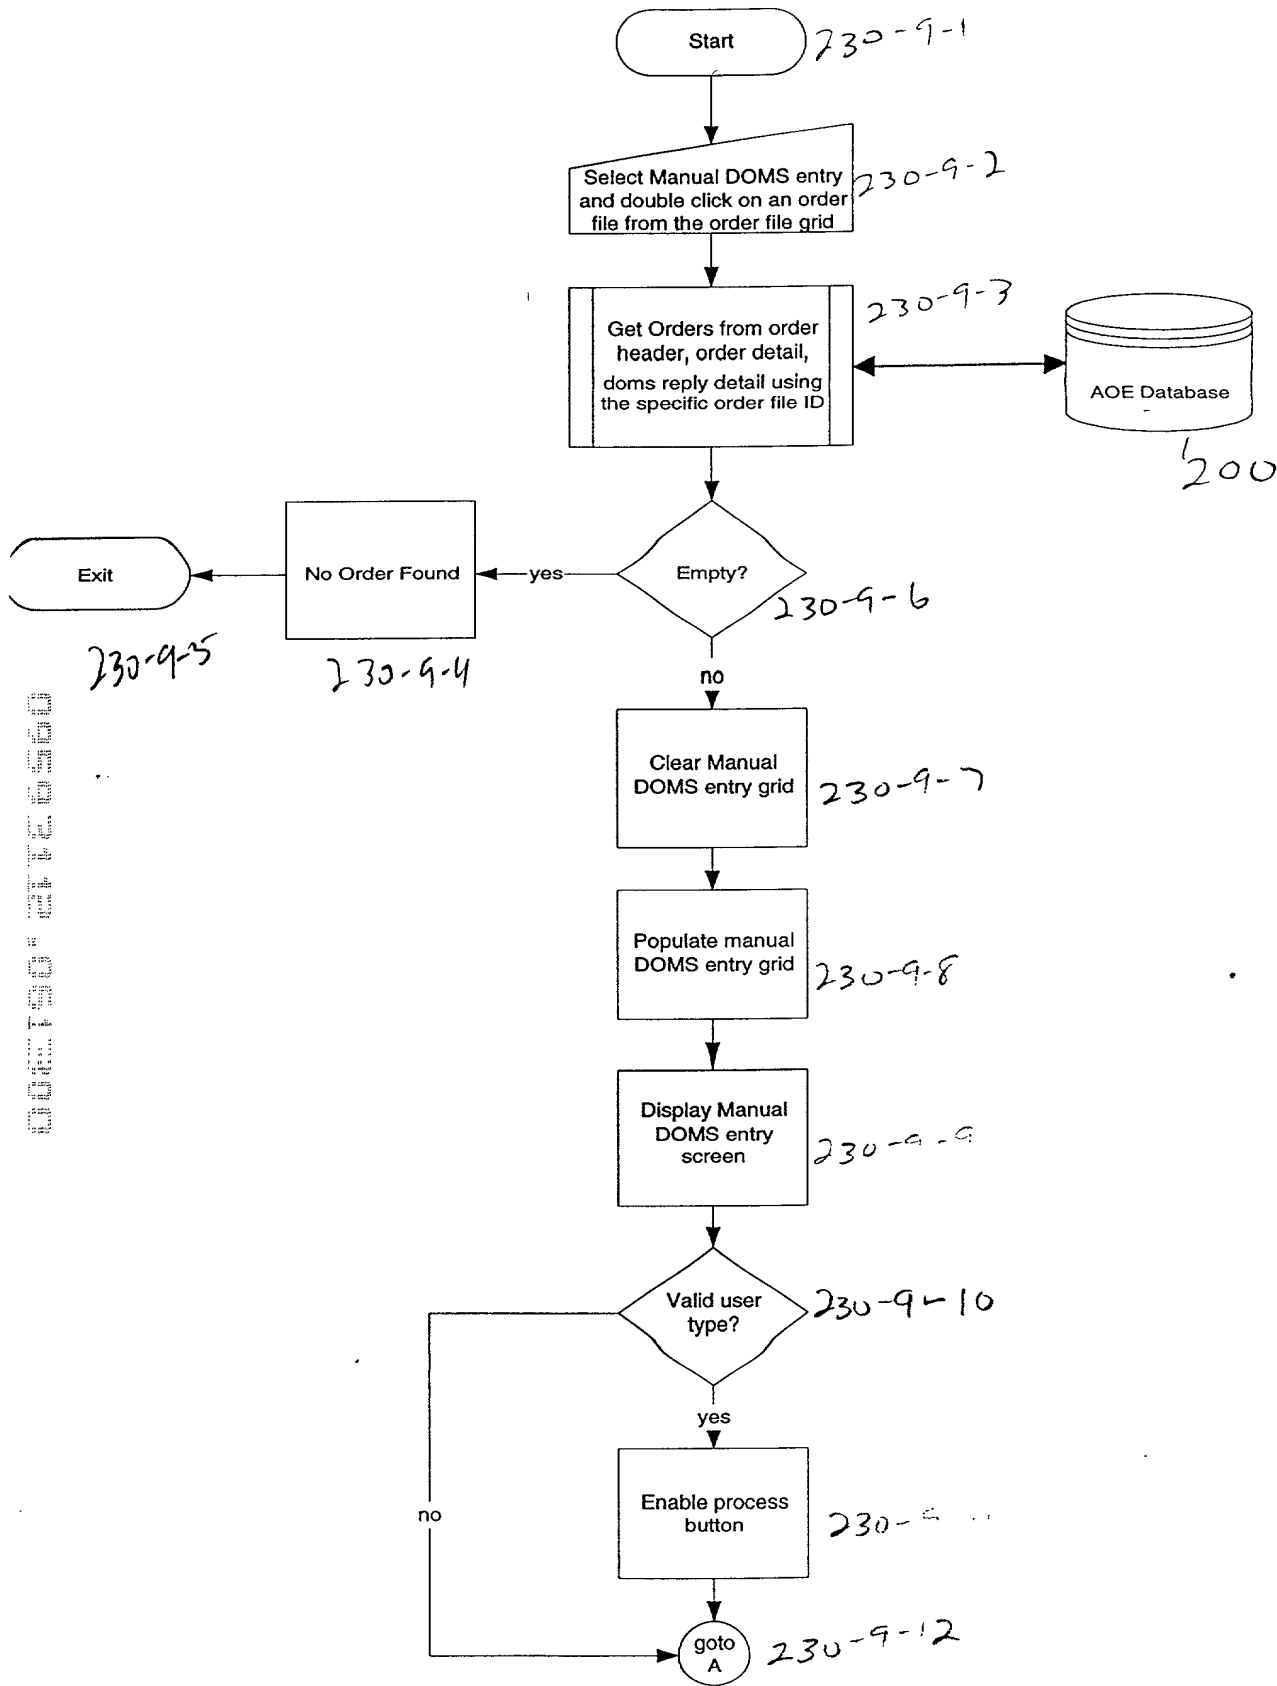 Start
230-9-1
Select Manual DOMS entry
and double click on an order
file from the order file grid
230-9-2
Get Orders from order
header, order detail,
doms reply detail using
the specific order file ID
230-9-3
AOE Database
200
Empty?
230-9-6
yes
No Order Found
230-9-4
Exit
230-9-5
no
Clear Manual
DOMS entry grid
230-9-7
Populate manual
DOMS entry grid
230-9-8
Display Manual
DOMS entry
screen
230-9-9
Valid user
type?
230-9-10
yes
no
Enable process
button
230-9
goto
A
230-9-12